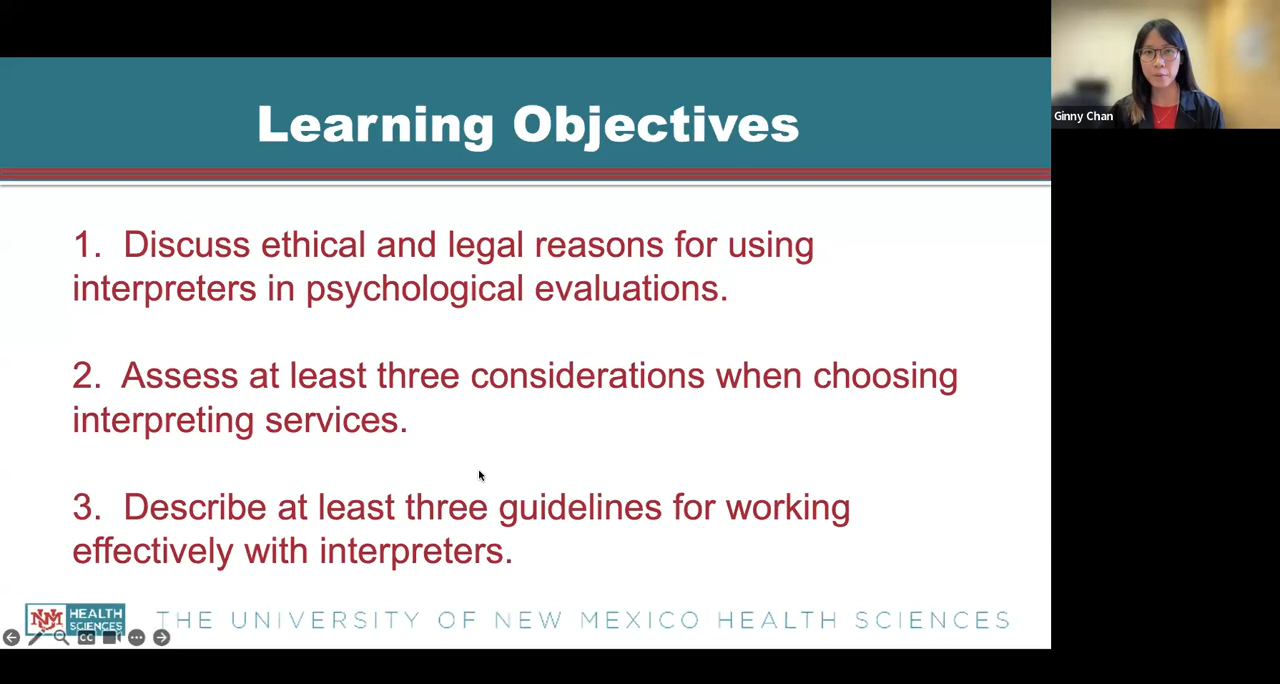 Learning Objectives
Ginny Chan
1. Discuss ethical and legal reasons for using
interpreters in psychological evaluations.
2. Assess at least three considerations when choosing
interpreting services.
3. Describe at least three guidelines for working
effectively with interpreters.
NM HEALTH
SCIENCES
THE UNIVERSITY OF NEW MEXICO HEALTH SCIENCES
CC